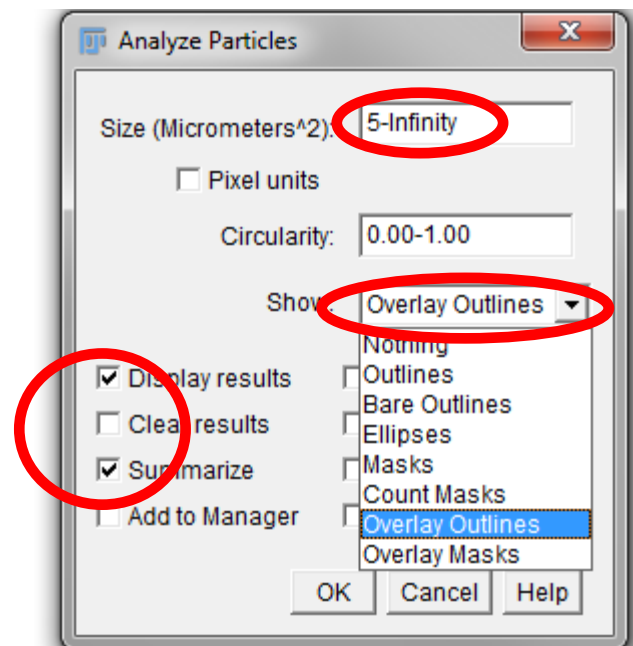 Analyze Particles
Size (Micrometers^2): 5-Infinity
Pixel units
Circularity: 0.00-1.00
Show: Overlay Outlines
Nothing
Display results Outlines
Bare Outlines
Clear results
Ellipses
Summarize Masks
Count Masks
Add to Manager Overlay Outlines
Overlay Masks
OK Cancel Help